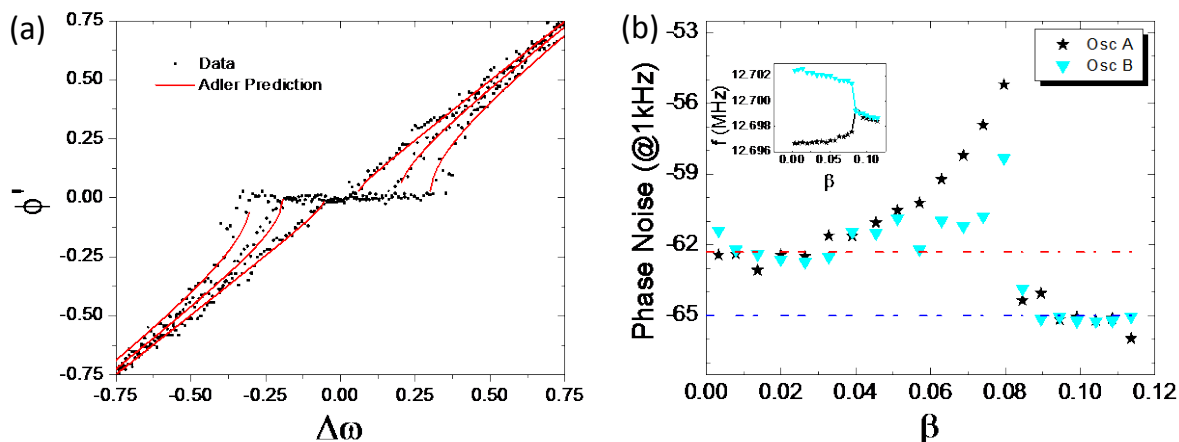 (a)
0.75
0.50
0.25
0.00
-0.25
-0.50
-0.75
ϕ'
Data
Adler Prediction
-0.75 -0.50 -0.25 0.00 0.25 0.50 0.75
Δω
(b)
-53
-56
-59
-62
-65
Phase Noise (@1kHz)
Osc A
Osc B
12.702
12.700
12.698
12.696
f (MHz)
0.00 0.05 0.10
β
0.00 0.02 0.04 0.06 0.08 0.10 0.12
β